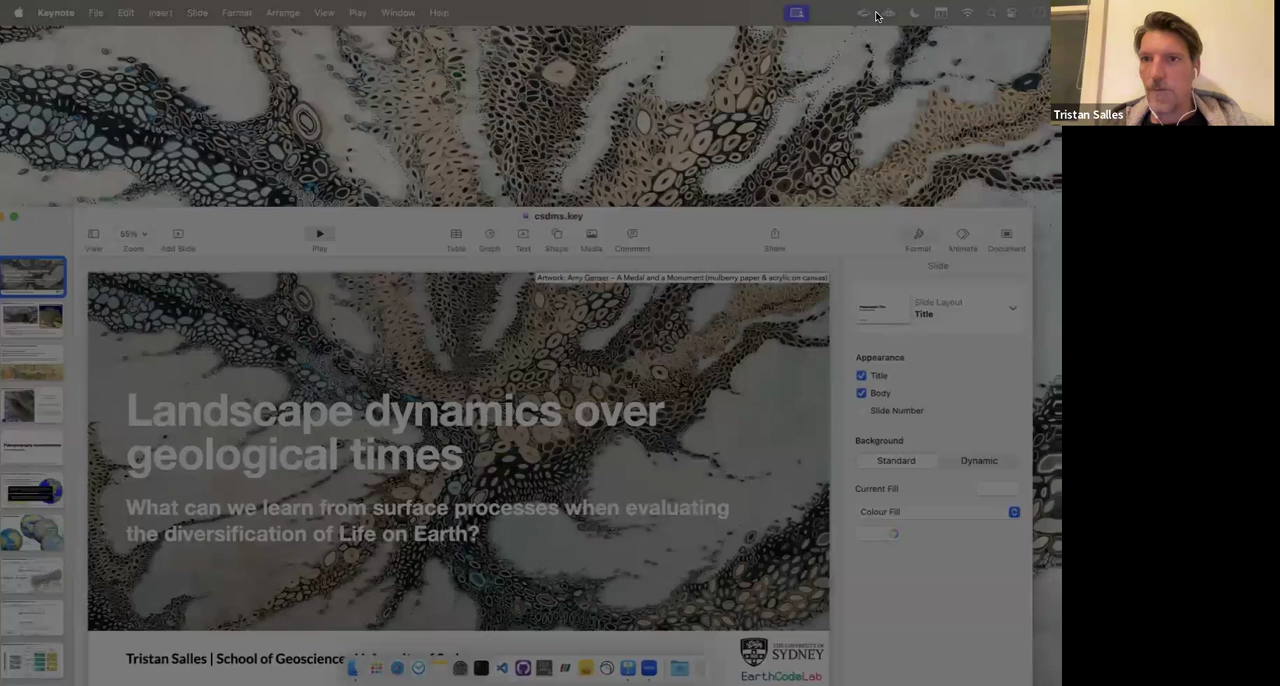 Keynote File Edit Insert Slide Format Arrange View Play Window Help
Tristan Salles
csdms.key
55%
View Zoom Add Slide Play Table Graph Text Shape Media Comment Share Format Animate Document
Slide
Artwork: Amy Genser – A Medal and a Monument (mulberry paper & acrylic on canvas)
Slide Layout
Title
Appearance
Title
Body
Slide Number
Background
Standard Dynamic
Current Fill
Colour Fill
Landscape dynamics over
geological times
What can we learn from surface processes when evaluating
the diversification of Life on Earth?
Tristan Salles | School of Geoscience
THE UNIVERSITY OF
SYDNEY
EarthCodeLab